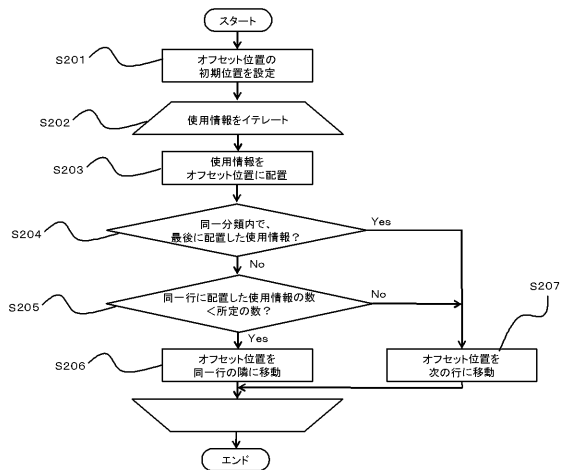 スタート
S201
オフセット位置の
初期位置を設定
S202
使用情報をイテレート
S203
使用情報を
オフセット位置に配置
S204
同一分類内で、
最後に配置した使用情報?
Yes
No
S205
同一行に配置した使用情報の数
<所定の数?
No
S207
Yes
S206
オフセット位置を
同一行の隣に移動
オフセット位置を
次の行に移動
エンド